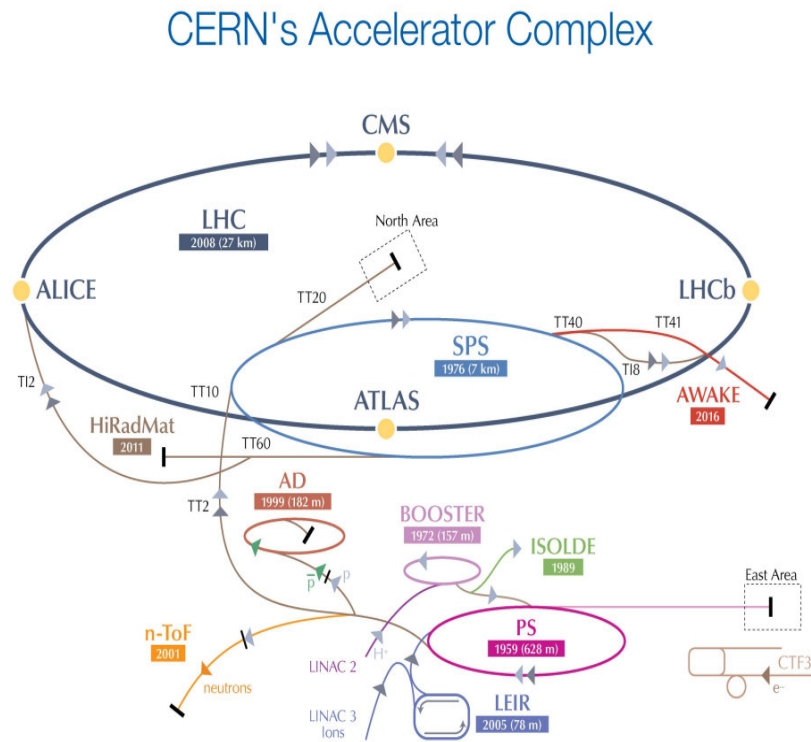 CERN's Accelerator Complex
CMS
LHC
2008 (27 km)
North Area
ALICE
TT20
LHCb
TT40
TT41
SPS
1976 (7 km)
TI8
TI2
TT10
ATLAS
AWAKE
2016
HiRadMat
2011
TT60
AD
1999 (182 m)
TT2
BOOSTER
1972 (157 m)
ISOLDE
1989
p
p
East Area
n-ToF
2001
PS
1959 (628 m)
H+
LINAC 2
neutrons
CTF3
e–
LEIR
2005 (78 m)
LINAC 3
Ions